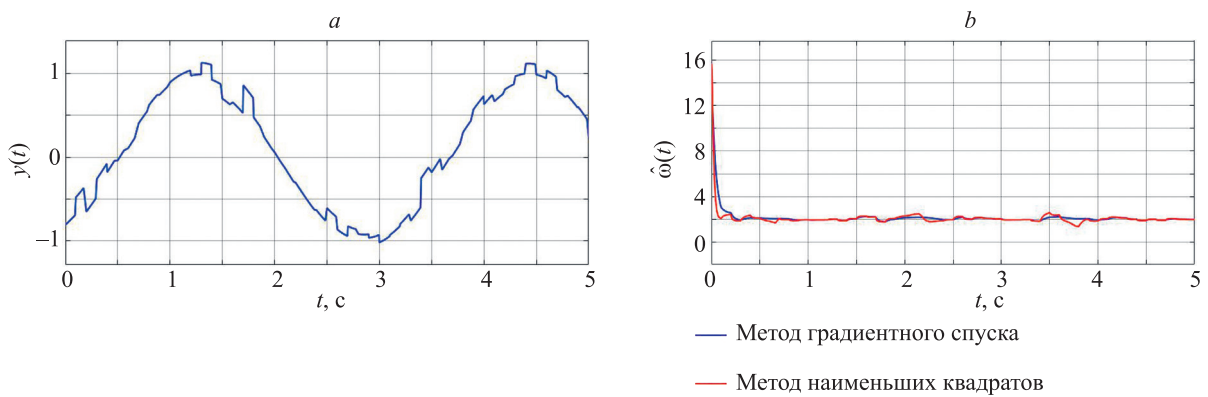 a
y(t)
1
0
−1
0 1 2 3 4 5
t, с
b
ω̂(t)
16
12
8
4
0
0 1 2 3 4 5
t, с
Метод градиентного спуска
Метод наименьших квадратов